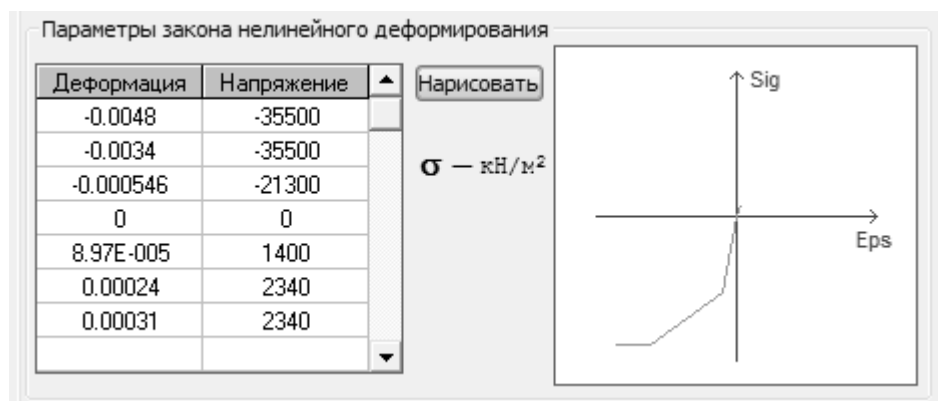 Параметры закона нелинейного деформирования
Деформация Напряжение
-0.0048 -35500
-0.0034 -35500
-0.000546 -21300
0 0
8.97E-005 1400
0.00024 2340
0.00031 2340
Нарисовать
σ – кН/м²
Sig
Eps